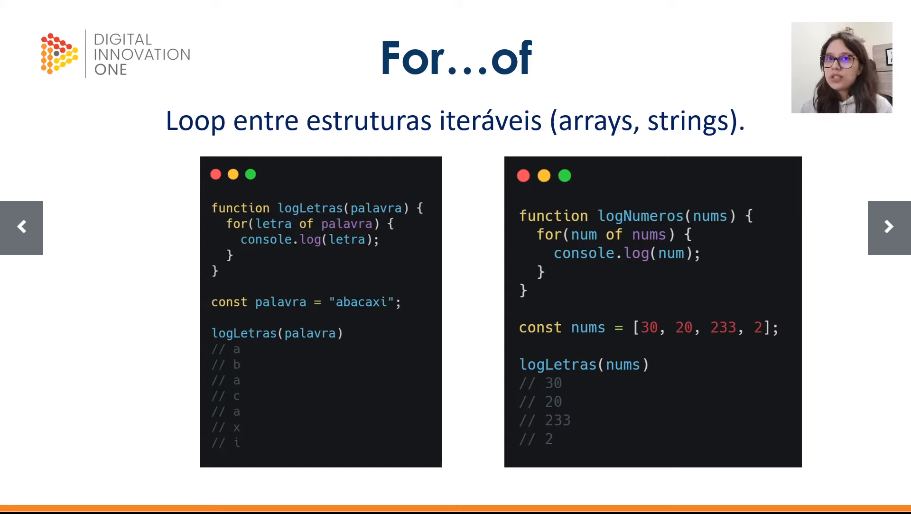 DIGITAL
INNOVATION
ONE
For...of
Loop entre estruturas iteráveis (arrays, strings).
function logLetras(palavra) {
for(letra of palavra) {
console.log(letra);
}
}
const palavra = "abacaxi";
logLetras(palavra)
// a
// b
// a
// c
// a
// x
// i
function logNumeros(nums) {
for(num of nums) {
console.log(num);
}
}
const nums = [30, 20, 233, 2];
logLetras(nums)
// 30
// 20
// 233
// 2